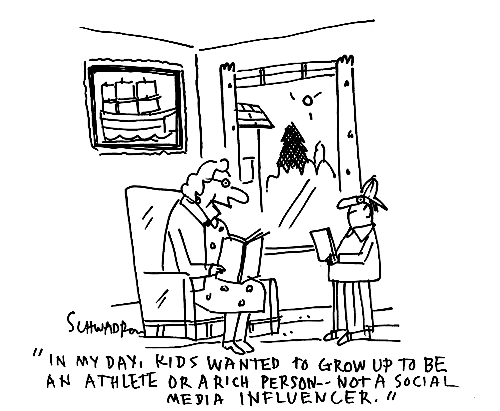 SCHWADRON
"IN MY DAY, KIDS WANTED TO GROW UP TO BE
AN ATHLETE OR A RICH PERSON-- NOT A SOCIAL
MEDIA INFLUENCER."